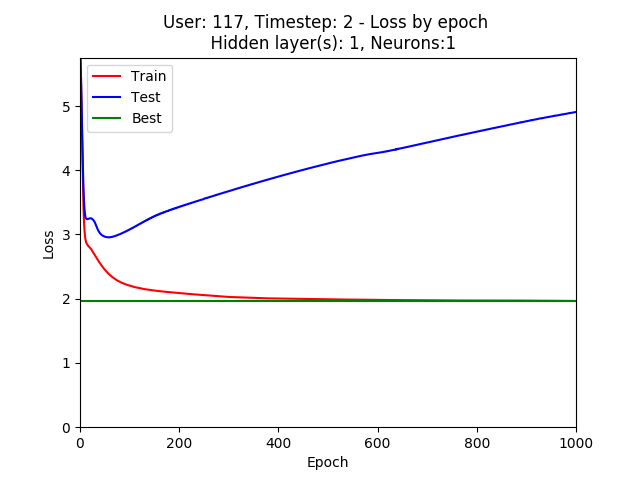 User: 117, Timestep: 2 - Loss by epoch
Hidden layer(s): 1, Neurons:1
Train
Test
Best
5
4
3
2
1
0
Loss
0 200 400 600 800 1000
Epoch